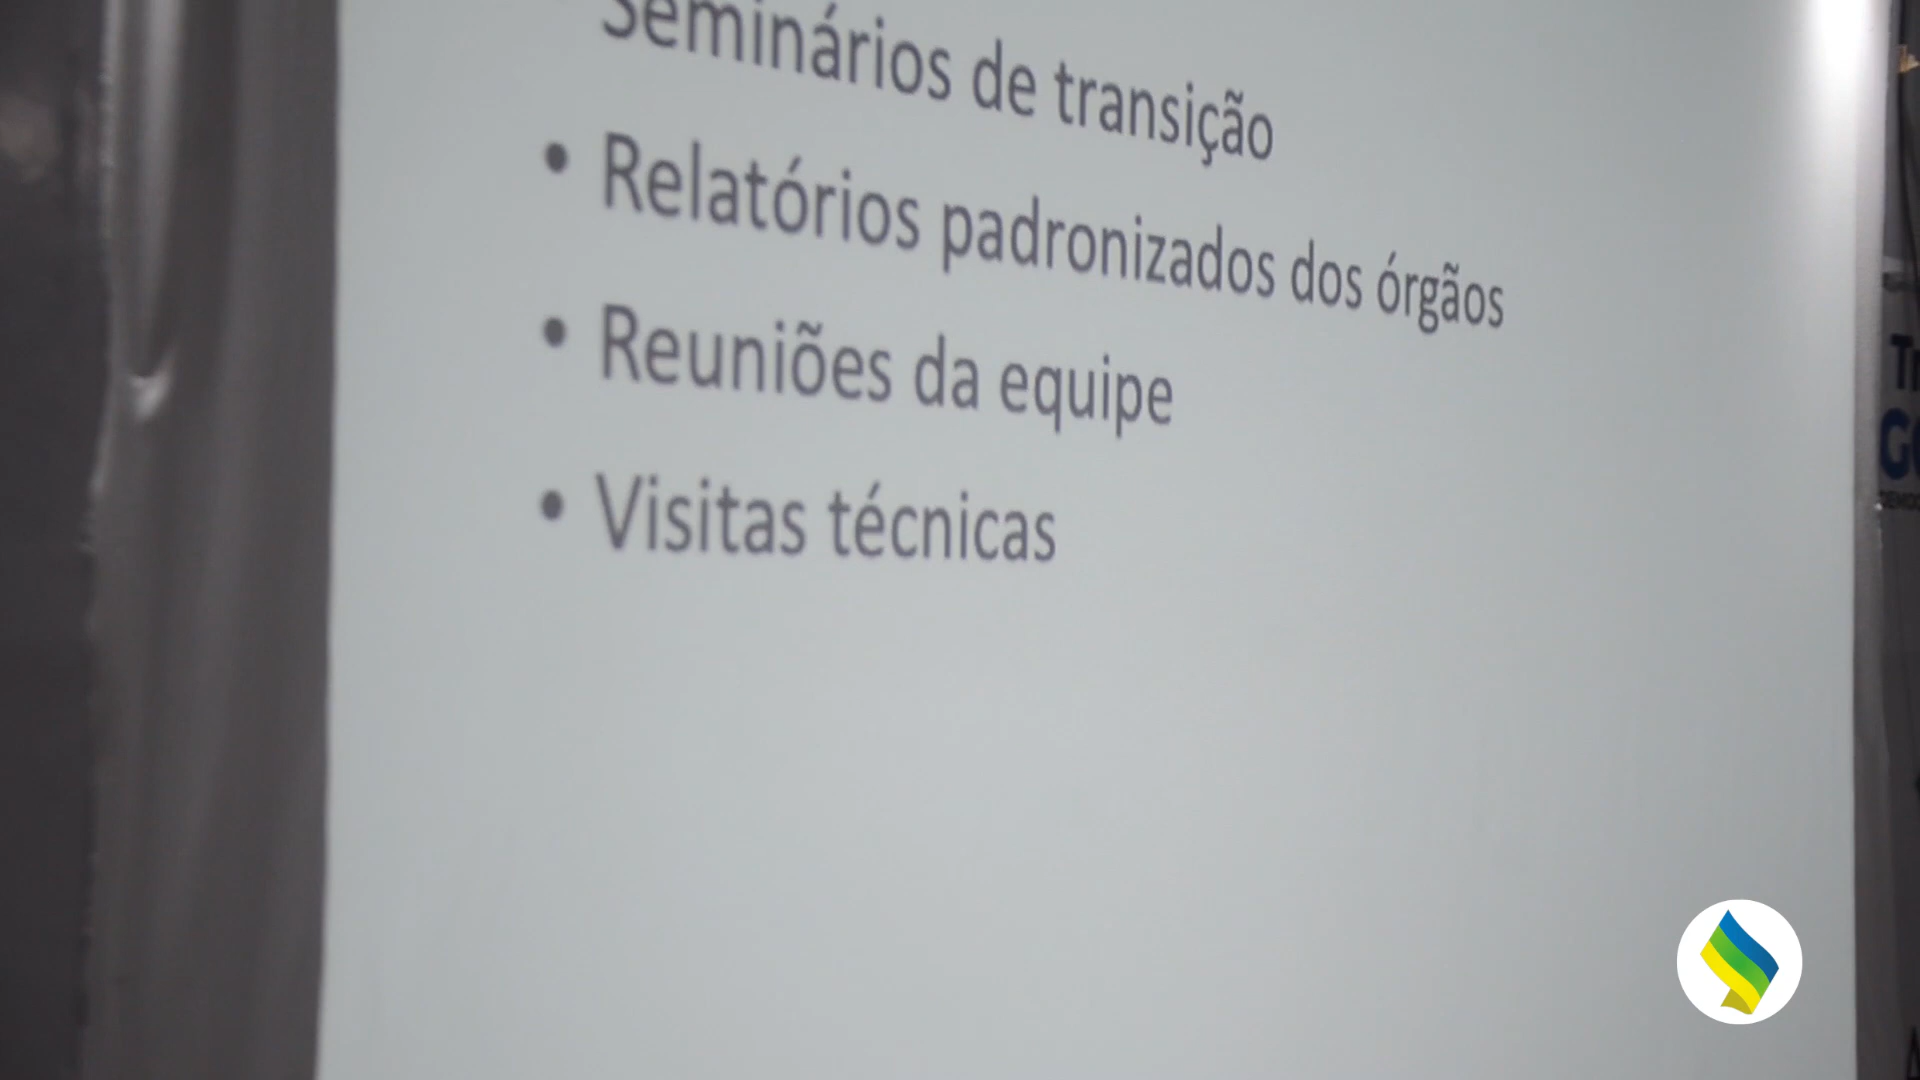 Seminários de transição
• Relatórios padronizados dos órgãos
• Reuniões da equipe
• Visitas técnicas